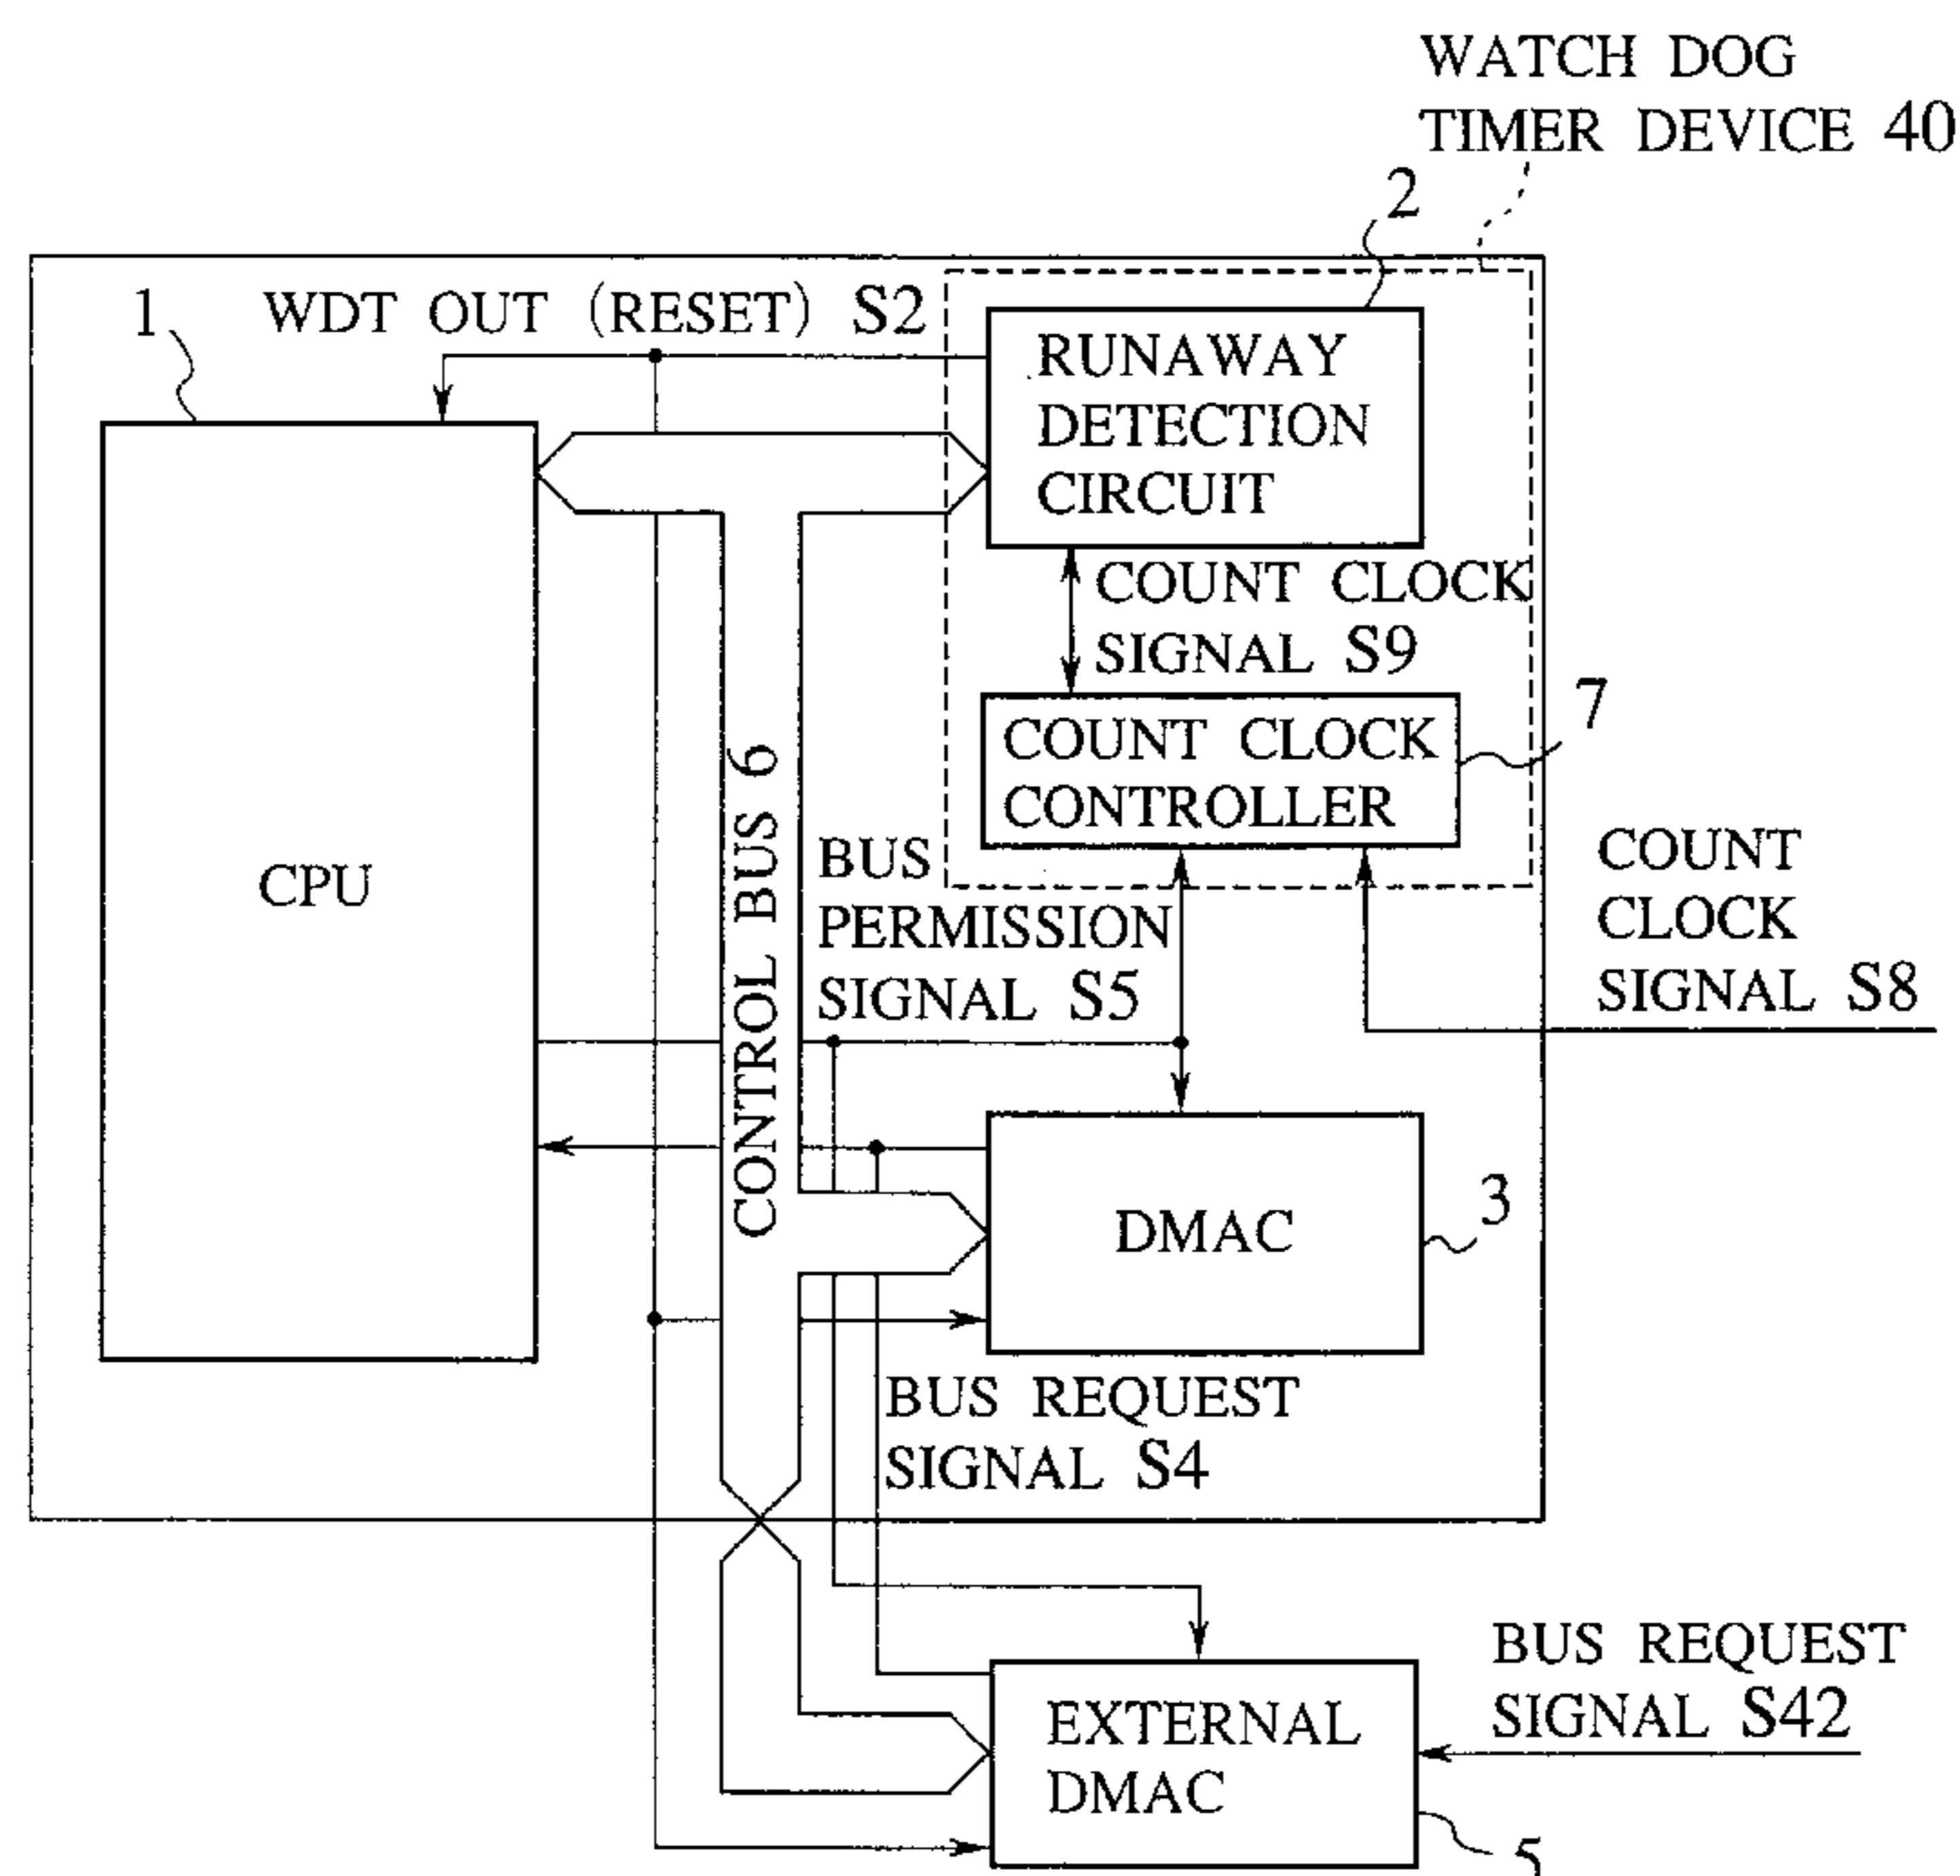 WATCH DOG
TIMER DEVICE 40
2
1
WDT OUT (RESET) S2
RUNAWAY
DETECTION
CIRCUIT
COUNT CLOCK
SIGNAL S9
7
COUNT CLOCK
CONTROLLER
CONTROL BUS 6
CPU
BUS
PERMISSION
SIGNAL S5
COUNT
CLOCK
SIGNAL S8
DMAC
3
BUS REQUEST
SIGNAL S4
BUS REQUEST
SIGNAL S42
EXTERNAL
DMAC
5